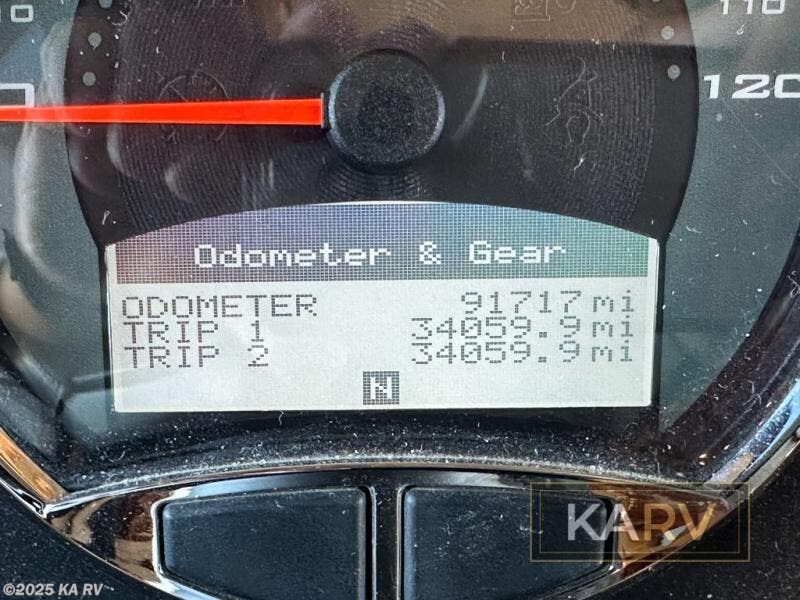 110
120
Odometer & Gear
ODOMETER 91717 mi
TRIP 1 34059.9 mi
TRIP 2 34059.9 mi
N
KARV
©2025 KA RV